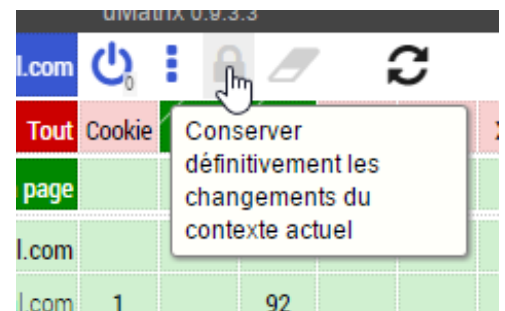 uMatrix 0.9.3.3
l.com
0
Tout Cookie
page
l.com
l.com 1 92
Conserver
définitivement les
changements du
contexte actuel